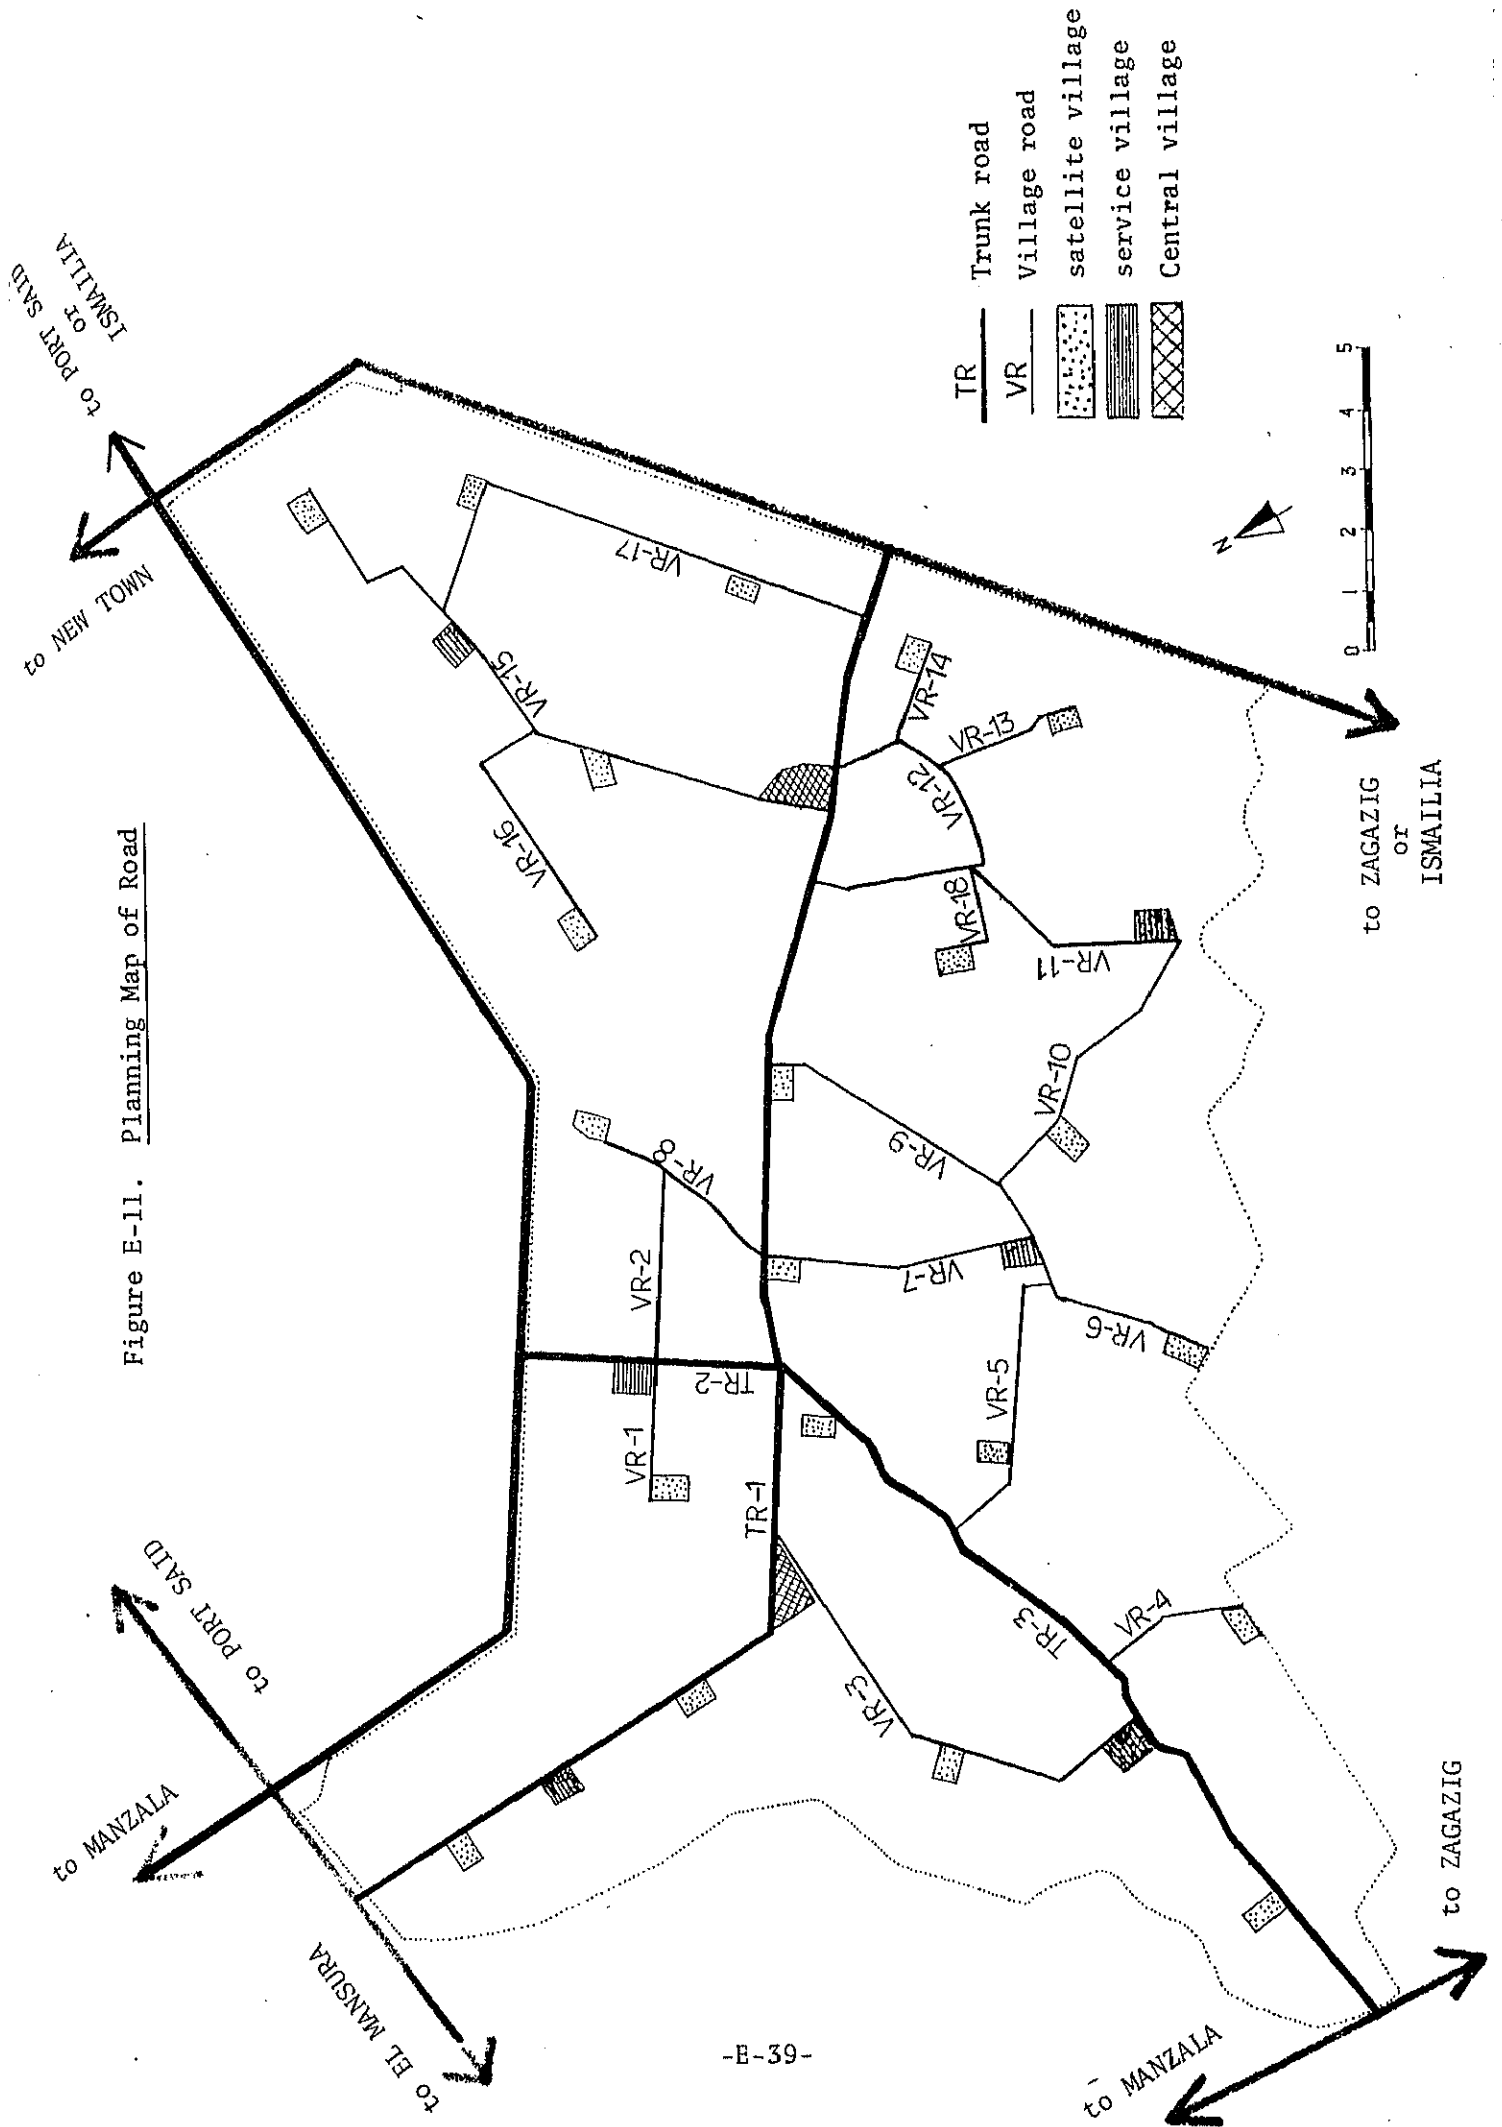 Figure E-11. Planning Map of Road
to MANZALA
to PORT SAID
to EL MANSURA
to NEW TOWN
to PORT SAID
or
ISMAILIA
VR-1
VR-2
TR-2
TR-1
VR-8
VR-16
VR-15
VR-17
VR-3
TR-3
VR-4
VR-5
VR-6
VR-7
VR-9
VR-10
VR-11
VR-18
VR-12
VR-13
VR-14
to MANZALA
to ZAGAZIG
to ZAGAZIG
or
ISMAILIA
N
0 1 2 3 4 5
TR Trunk road
VR Village road
satellite village
service village
Central village
-E-39-